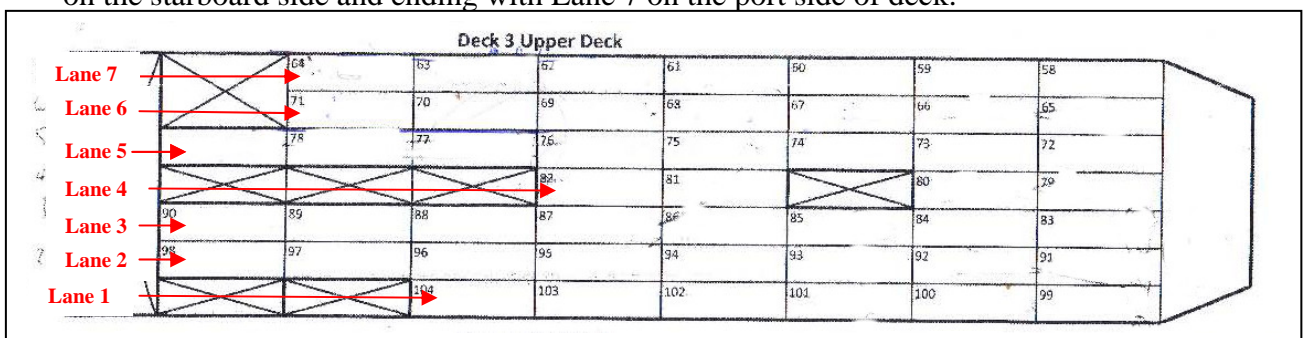 on the starboard side and ending with Lane 7 on the port side of deck.
Deck 3 Upper Deck
Lane 7 64 63 62 61 60 59 58
Lane 6 71 70 69 68 67 66 65
Lane 5 78 77 76 75 74 73 72
Lane 4 82 81 80 79
Lane 3 90 89 88 87 86 85 84 83
Lane 2 98 97 96 95 94 93 92 91
Lane 1 104 103 102 101 100 99